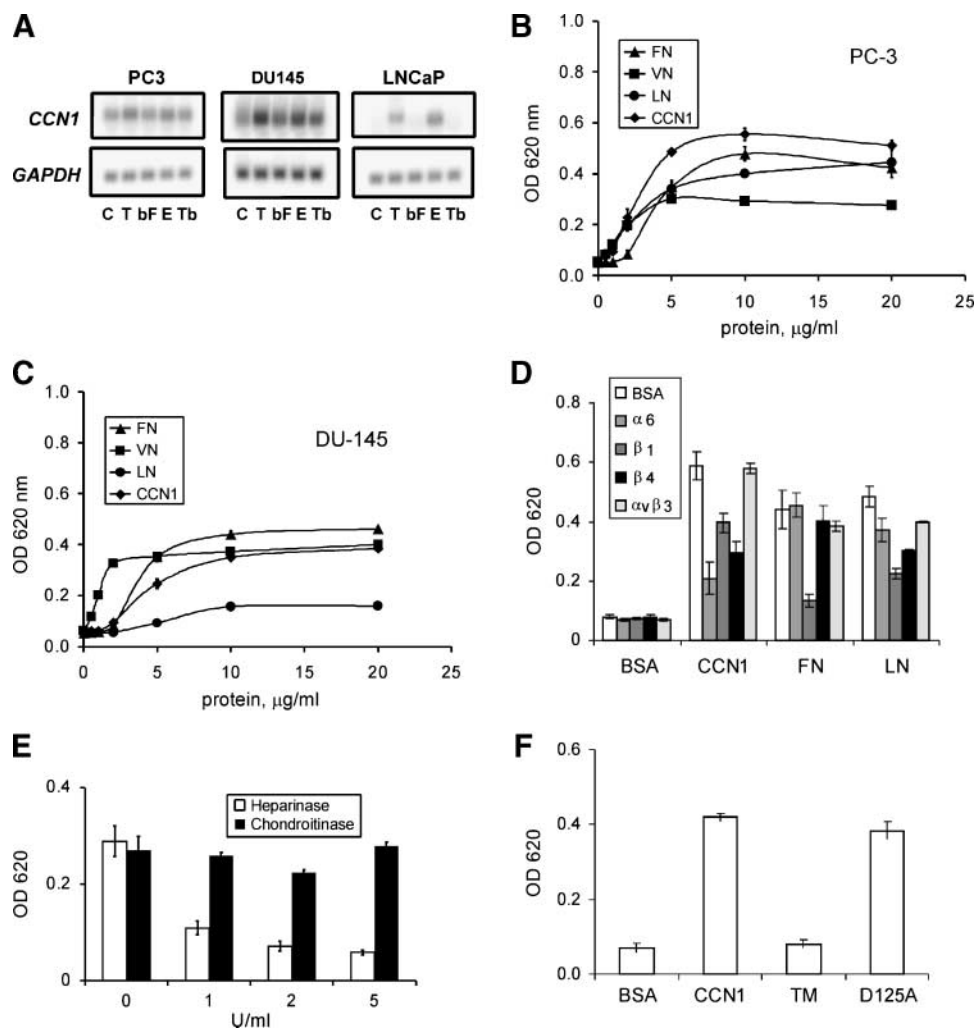 A
PC3 DU145 LNCaP
CCN1
GAPDH
C T bF E Tb C T bF E Tb C T bF E Tb
B
PC-3
FN
VN
LN
CCN1
OD 620 nm
1.0
0.8
0.6
0.4
0.2
0.0
0 5 10 15 20 25
protein, µg/ml
C
DU-145
FN
VN
LN
CCN1
OD 620 nm
1.0
0.8
0.6
0.4
0.2
0.0
0 5 10 15 20 25
protein, µg/ml
D
BSA
α6
β1
β4
αvβ3
OD 620
0.8
0.6
0.4
0.2
0
BSA CCN1 FN LN
E
Heparinase
Chondroitinase
OD 620
0.4
0.2
0
0 1 2 5
U/ml
F
OD 620
0.6
0.4
0.2
0.0
BSA CCN1 TM D125A